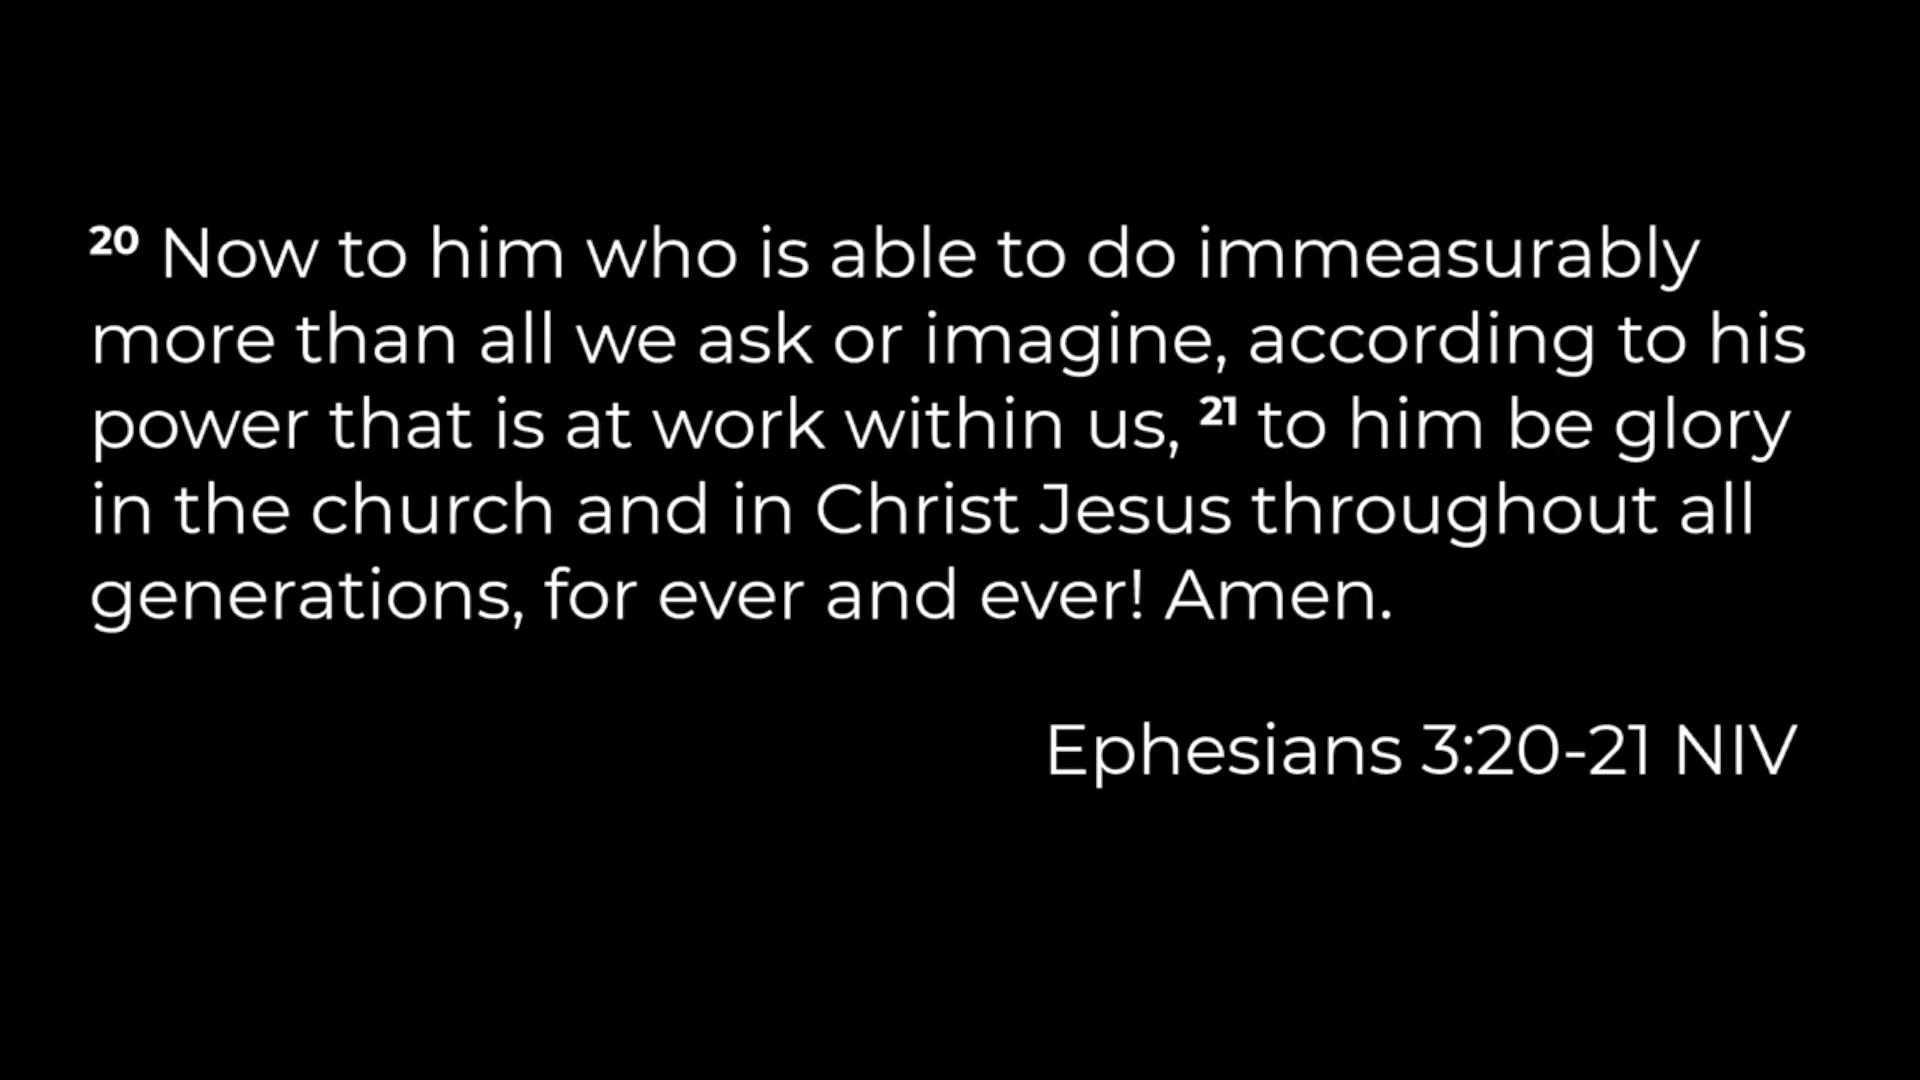 20 Now to him who is able to do immeasurably
more than all we ask or imagine, according to his
power that is at work within us, 21 to him be glory
in the church and in Christ Jesus throughout all
generations, for ever and ever! Amen.
Ephesians 3:20-21 NIV